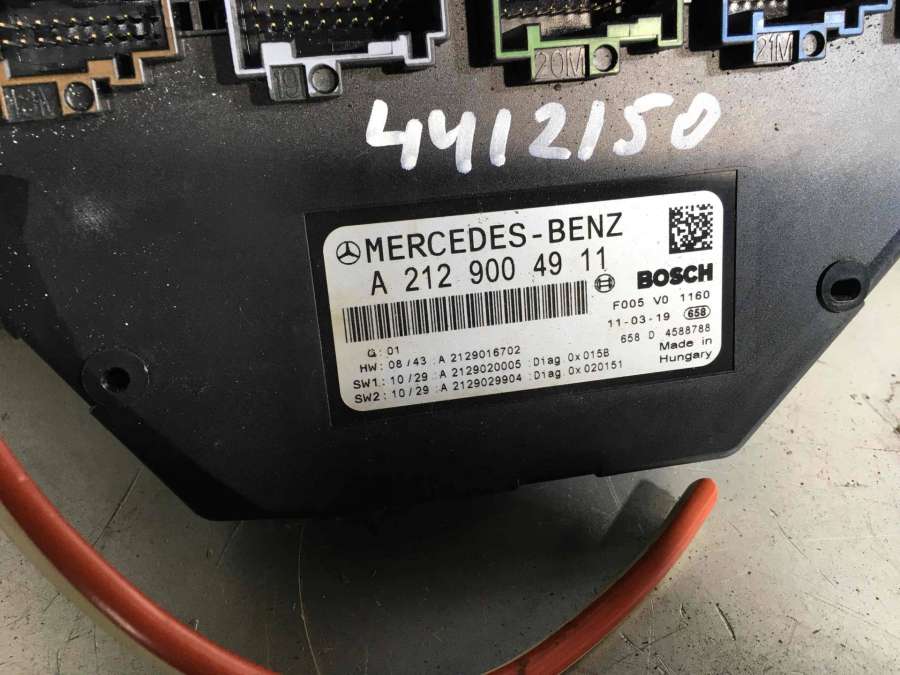 19
20M
21M
4412150
MERCEDES-BENZ
A 212 900 49 11
BOSCH
F005 V0 1160
11-03-19 658
658 D 4588788
Made in
Hungary
G: 01
HW: 08/43 :A 2129016702
SW1: 10/29 :A 2129020005 :Diag 0x015B
SW2: 10/29 :A 2129029904 :Diag 0x020151